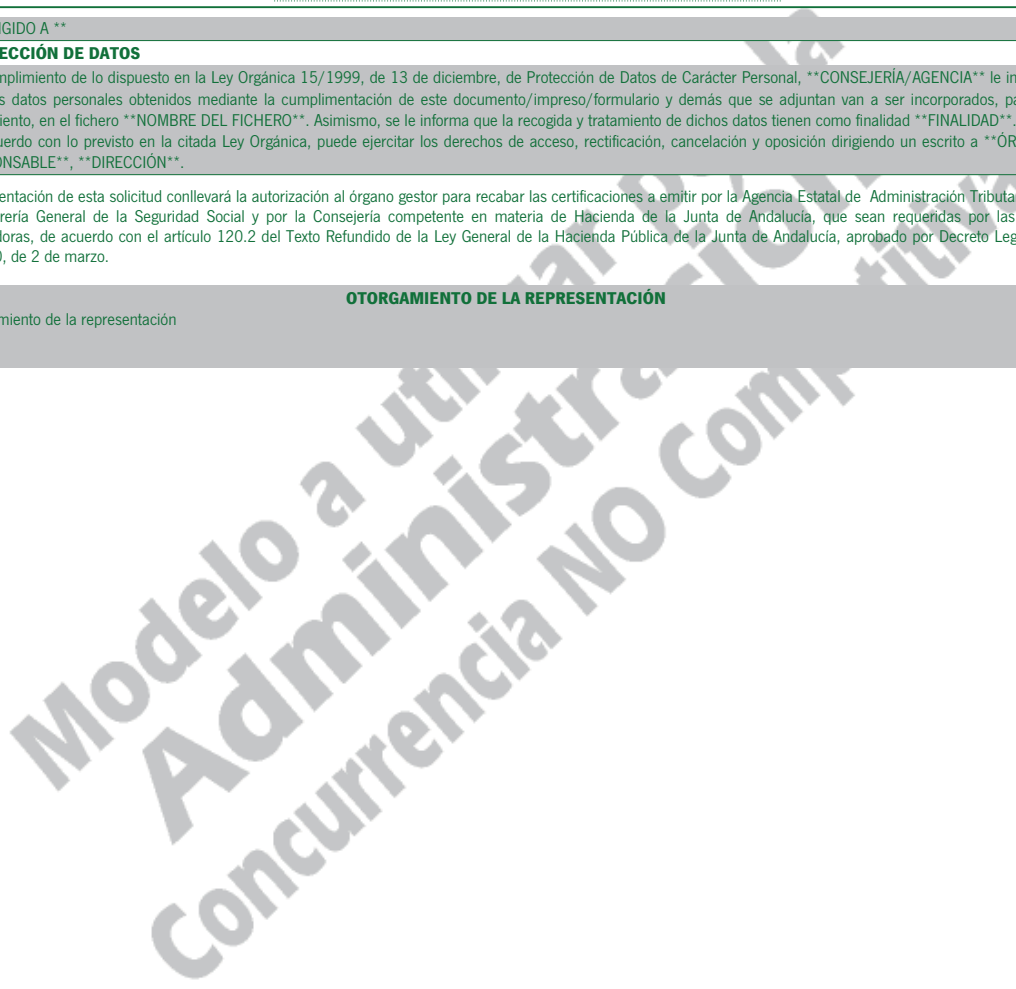 GIDO A **
ECCIÓN DE DATOS
mplimiento de lo dispuesto en la Ley Orgánica 15/1999, de 13 de diciembre, de Protección de Datos de Carácter Personal, **CONSEJERÍA/AGENCIA** le in
s datos personales obtenidos mediante la cumplimentación de este documento/impreso/formulario y demás que se adjuntan van a ser incorporados, pa
iento, en el fichero **NOMBRE DEL FICHERO**. Asimismo, se le informa que la recogida y tratamiento de dichos datos tienen como finalidad **FINALIDAD**.
uerdo con lo previsto en la citada Ley Orgánica, puede ejercitar los derechos de acceso, rectificación, cancelación y oposición dirigiendo un escrito a **ÓR
ONSABLE**, **DIRECCIÓN**.
entación de esta solicitud conllevará la autorización al órgano gestor para recabar las certificaciones a emitir por la Agencia Estatal de Administración Tributa
rería General de la Seguridad Social y por la Consejería competente en materia de Hacienda de la Junta de Andalucía, que sean requeridas por las
doras, de acuerdo con el artículo 120.2 del Texto Refundido de la Ley General de la Hacienda Pública de la Junta de Andalucía, aprobado por Decreto Leg
0, de 2 de marzo.
OTORGAMIENTO DE LA REPRESENTACIÓN
miento de la representación
Modelo a utilizar por la
Administración
Concurrencia NO Competitiva